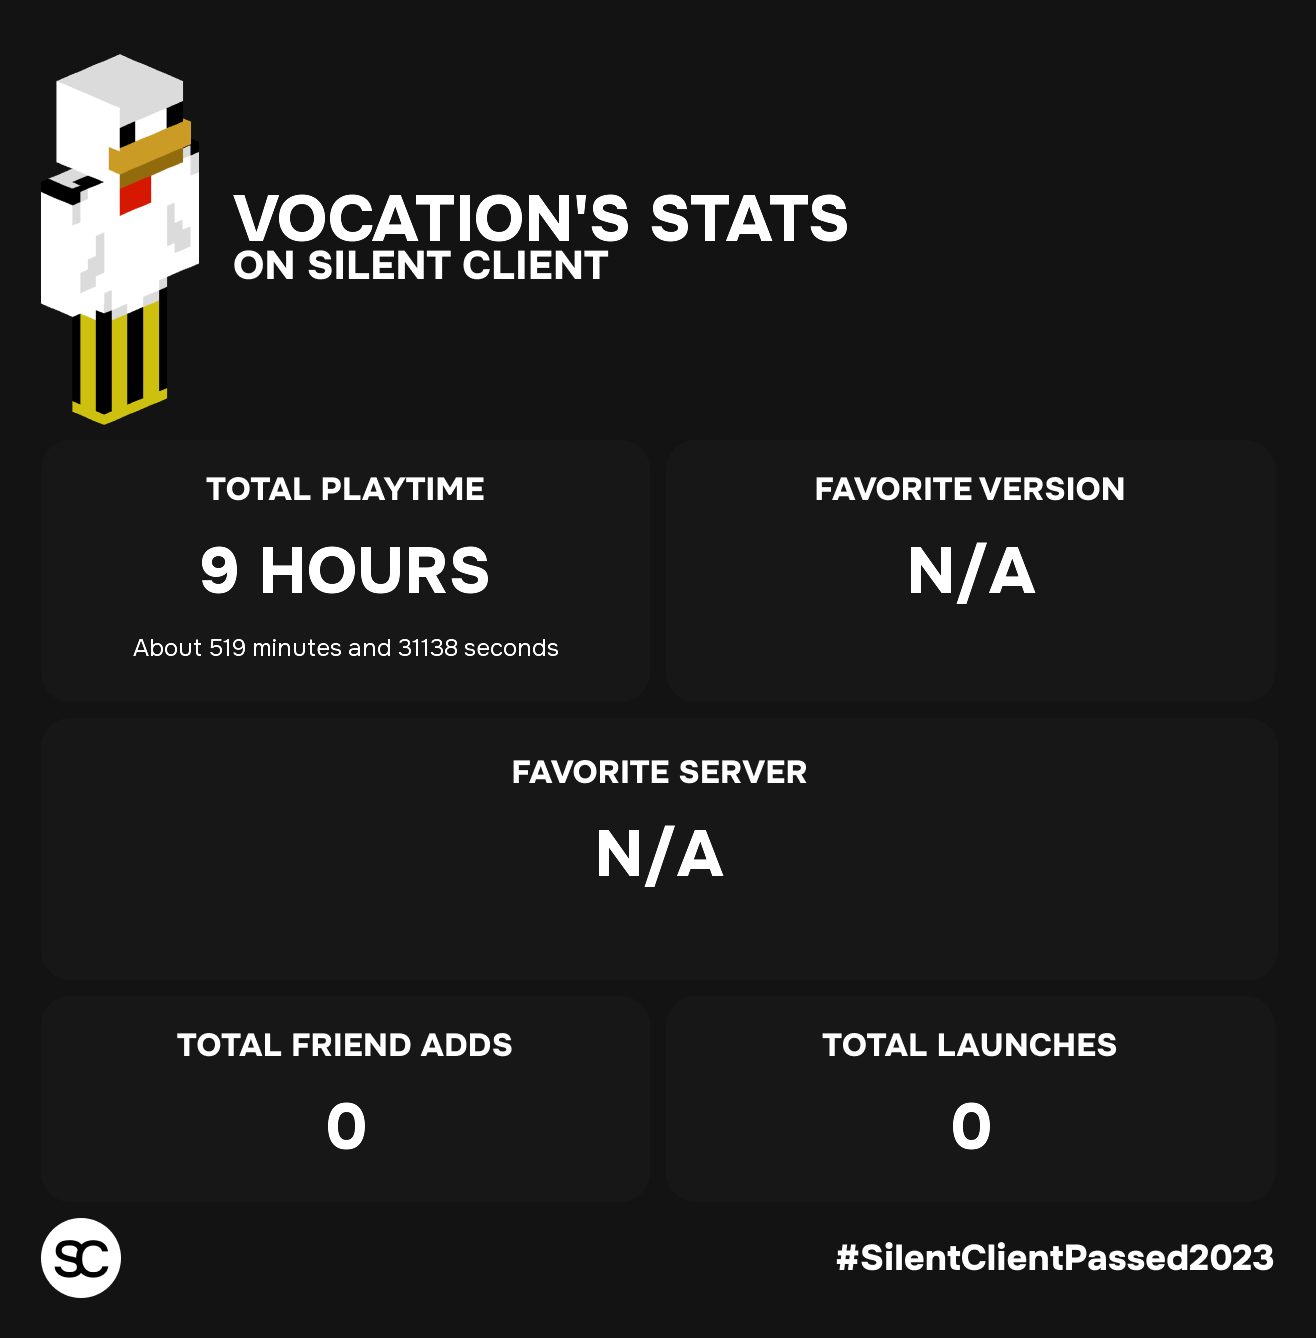 VOCATION'S STATS
ON SILENT CLIENT
TOTAL PLAYTIME
9 HOURS
About 519 minutes and 31138 seconds
FAVORITE VERSION
N/A
FAVORITE SERVER
N/A
TOTAL FRIEND ADDS
0
TOTAL LAUNCHES
0
SC
#SilentClientPassed2023